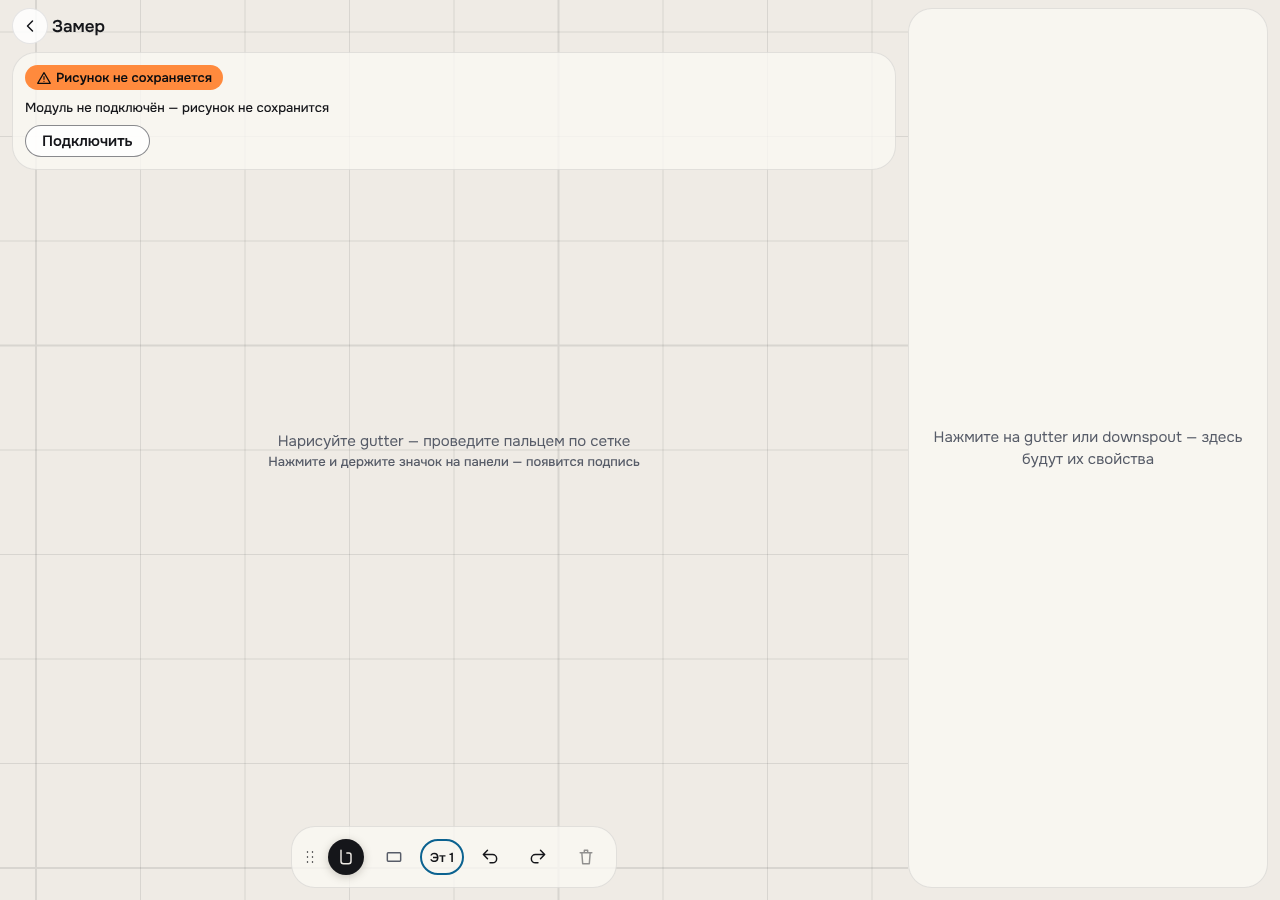 Замер
Рисунок не сохраняется
Модуль не подключён — рисунок не сохранится
Подключить
Нарисуйте gutter — проведите пальцем по сетке
Нажмите и держите значок на панели — появится подпись
Нажмите на gutter или downspout — здесь
будут их свойства
Эт 1